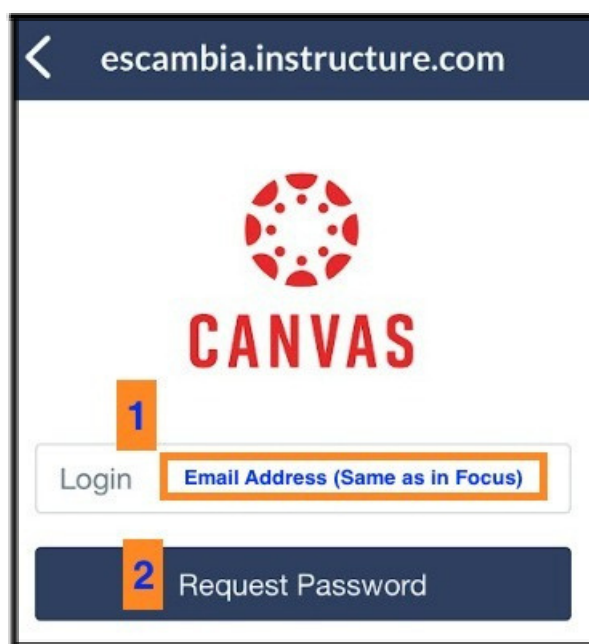 escambia.instructure.com
CANVAS
1
Login Email Address (Same as in Focus)
2 Request Password